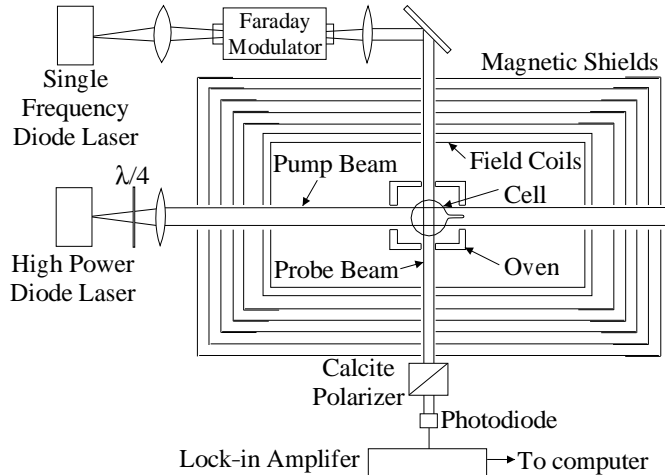 Faraday
Modulator
Single
Frequency
Diode Laser
Magnetic Shields
Field Coils
Pump Beam
λ/4
Cell
High Power
Diode Laser
Probe Beam
Oven
Calcite
Polarizer
Photodiode
Lock-in Amplifer
To computer